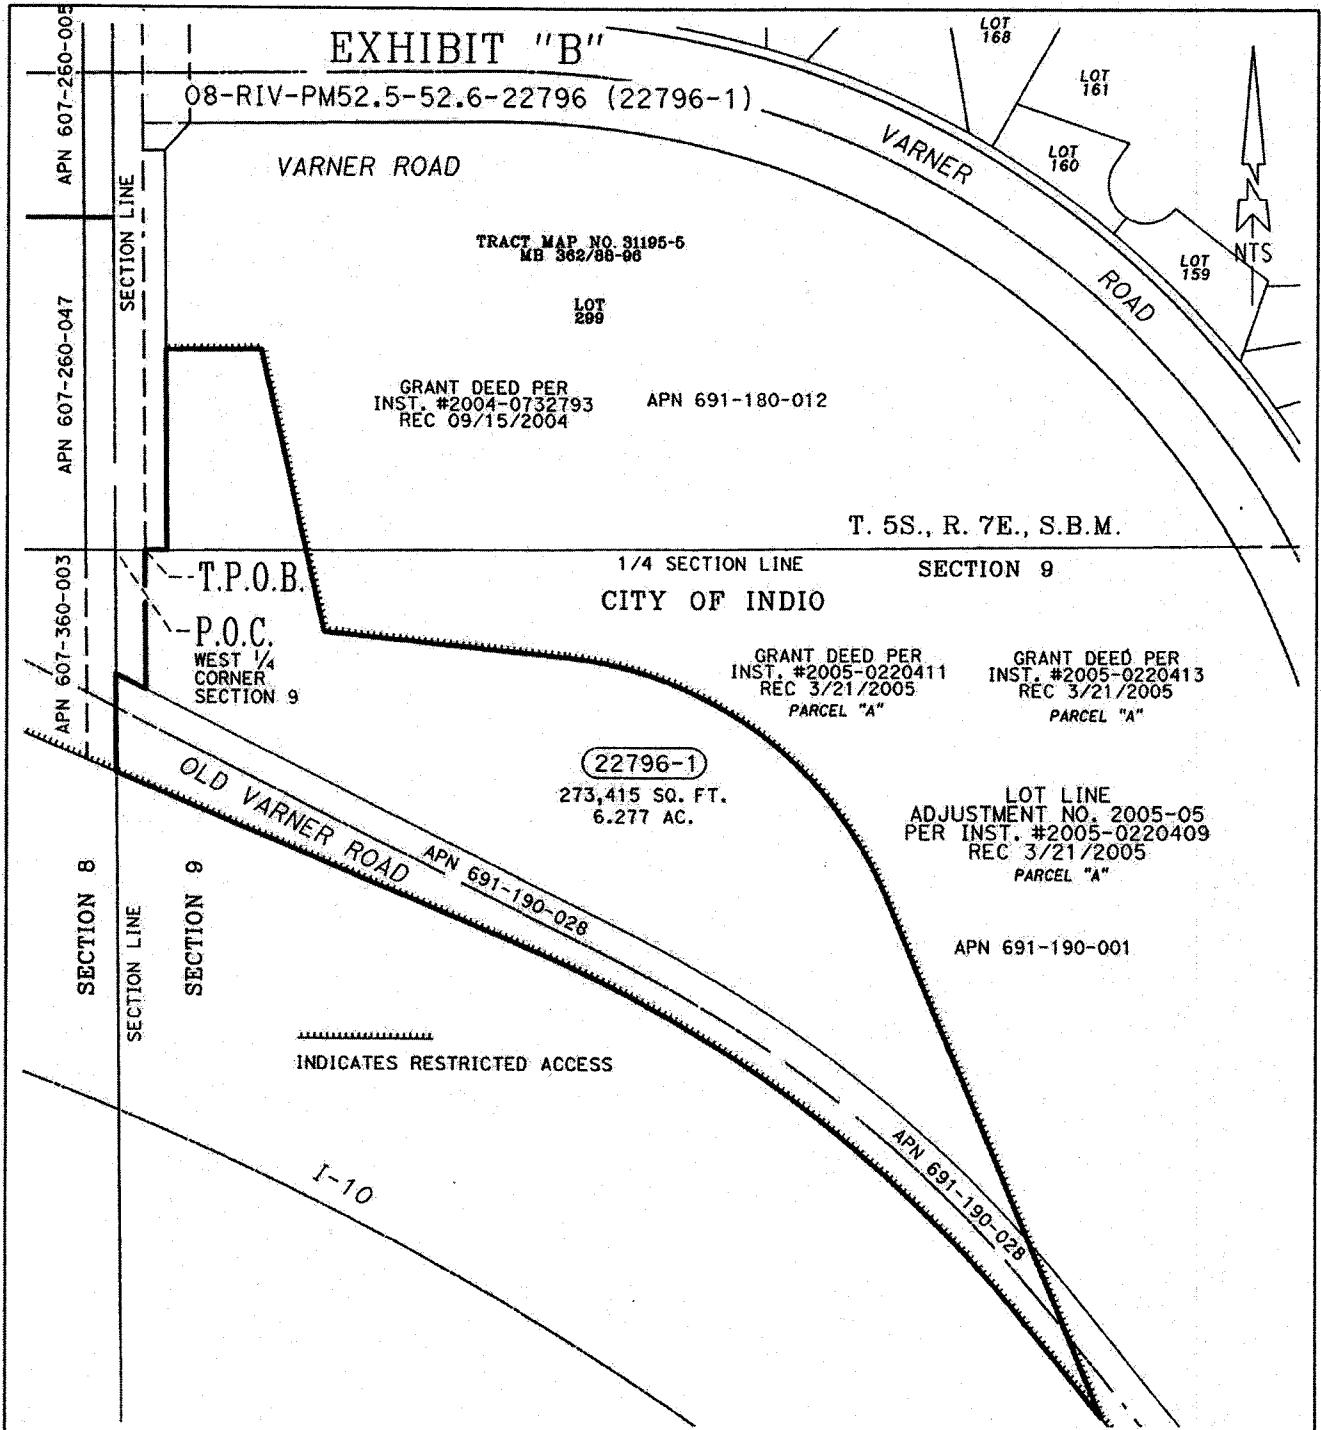 EXHIBIT "B"
08-RIV-PM52.5-52.6-22796 (22796-1)
APN 607-260-005
SECTION LINE
VARNER ROAD
VARNER
ROAD
LOT
168
LOT
161
LOT
160
LOT
159
NTS
TRACT MAP NO. 31195-5
MB 362/88-96
LOT
299
APN 607-260-047
GRANT DEED PER
INST. #2004-0732793
REC 09/15/2004
APN 691-180-012
T. 5S., R. 7E., S.B.M.
1/4 SECTION LINE
SECTION 9
CITY OF INDIO
T.P.O.B.
P.O.C.
WEST 1/4
CORNER
SECTION 9
APN 607-360-003
GRANT DEED PER
INST. #2005-0220411
REC 3/21/2005
PARCEL "A"
GRANT DEED PER
INST. #2005-0220413
REC 3/21/2005
PARCEL "A"
22796-1
273,415 SQ. FT.
6.277 AC.
LOT LINE
ADJUSTMENT NO. 2005-05
PER INST. #2005-0220409
REC 3/21/2005
PARCEL "A"
OLD VARNER ROAD
APN 691-190-028
SECTION 8
SECTION LINE
SECTION 9
APN 691-190-001
INDICATES RESTRICTED ACCESS
APN 691-190-028
I-10